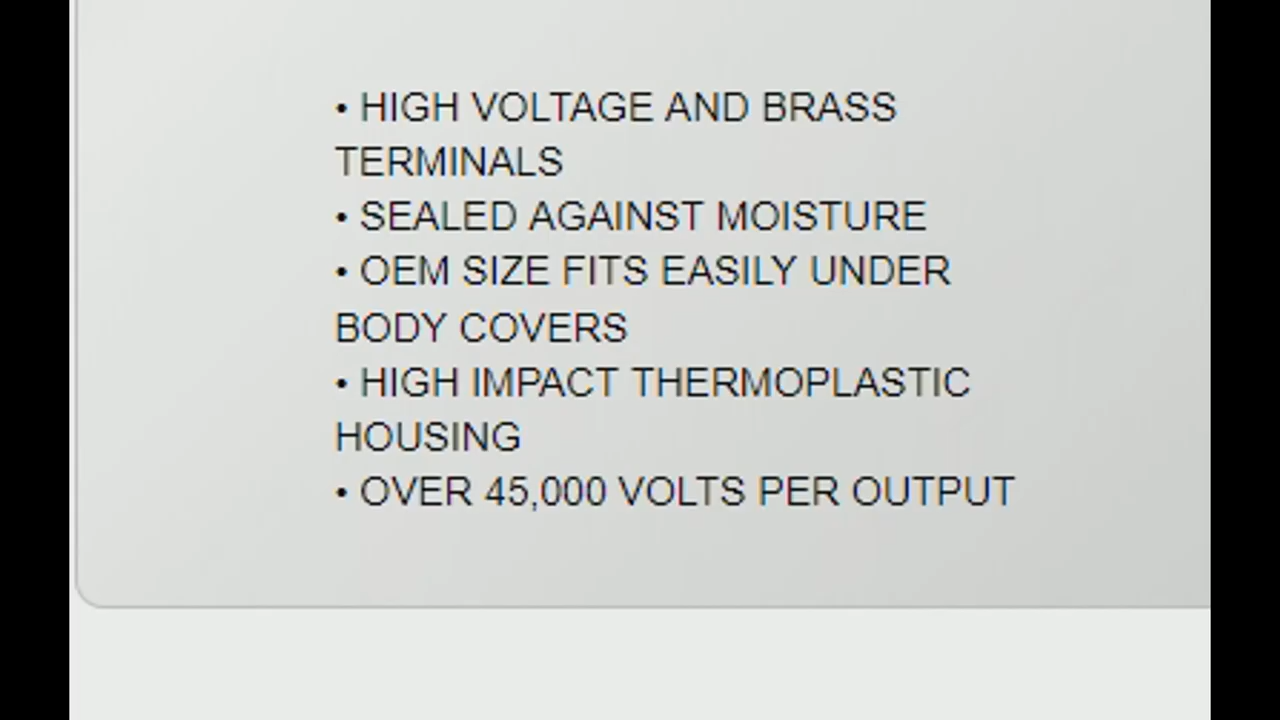 • HIGH VOLTAGE AND BRASS
TERMINALS
• SEALED AGAINST MOISTURE
• OEM SIZE FITS EASILY UNDER
BODY COVERS
• HIGH IMPACT THERMOPLASTIC
HOUSING
• OVER 45,000 VOLTS PER OUTPUT